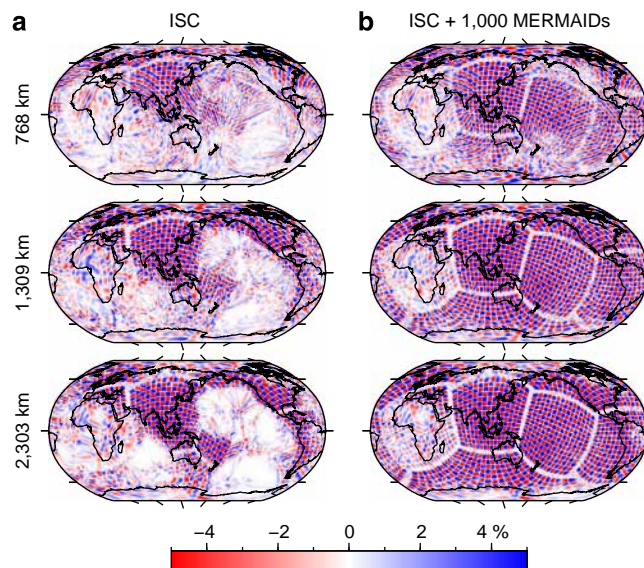 a
ISC
b
ISC + 1,000 MERMAIDs
768 km
1,309 km
2,303 km
−4 −2 0 2 4 %